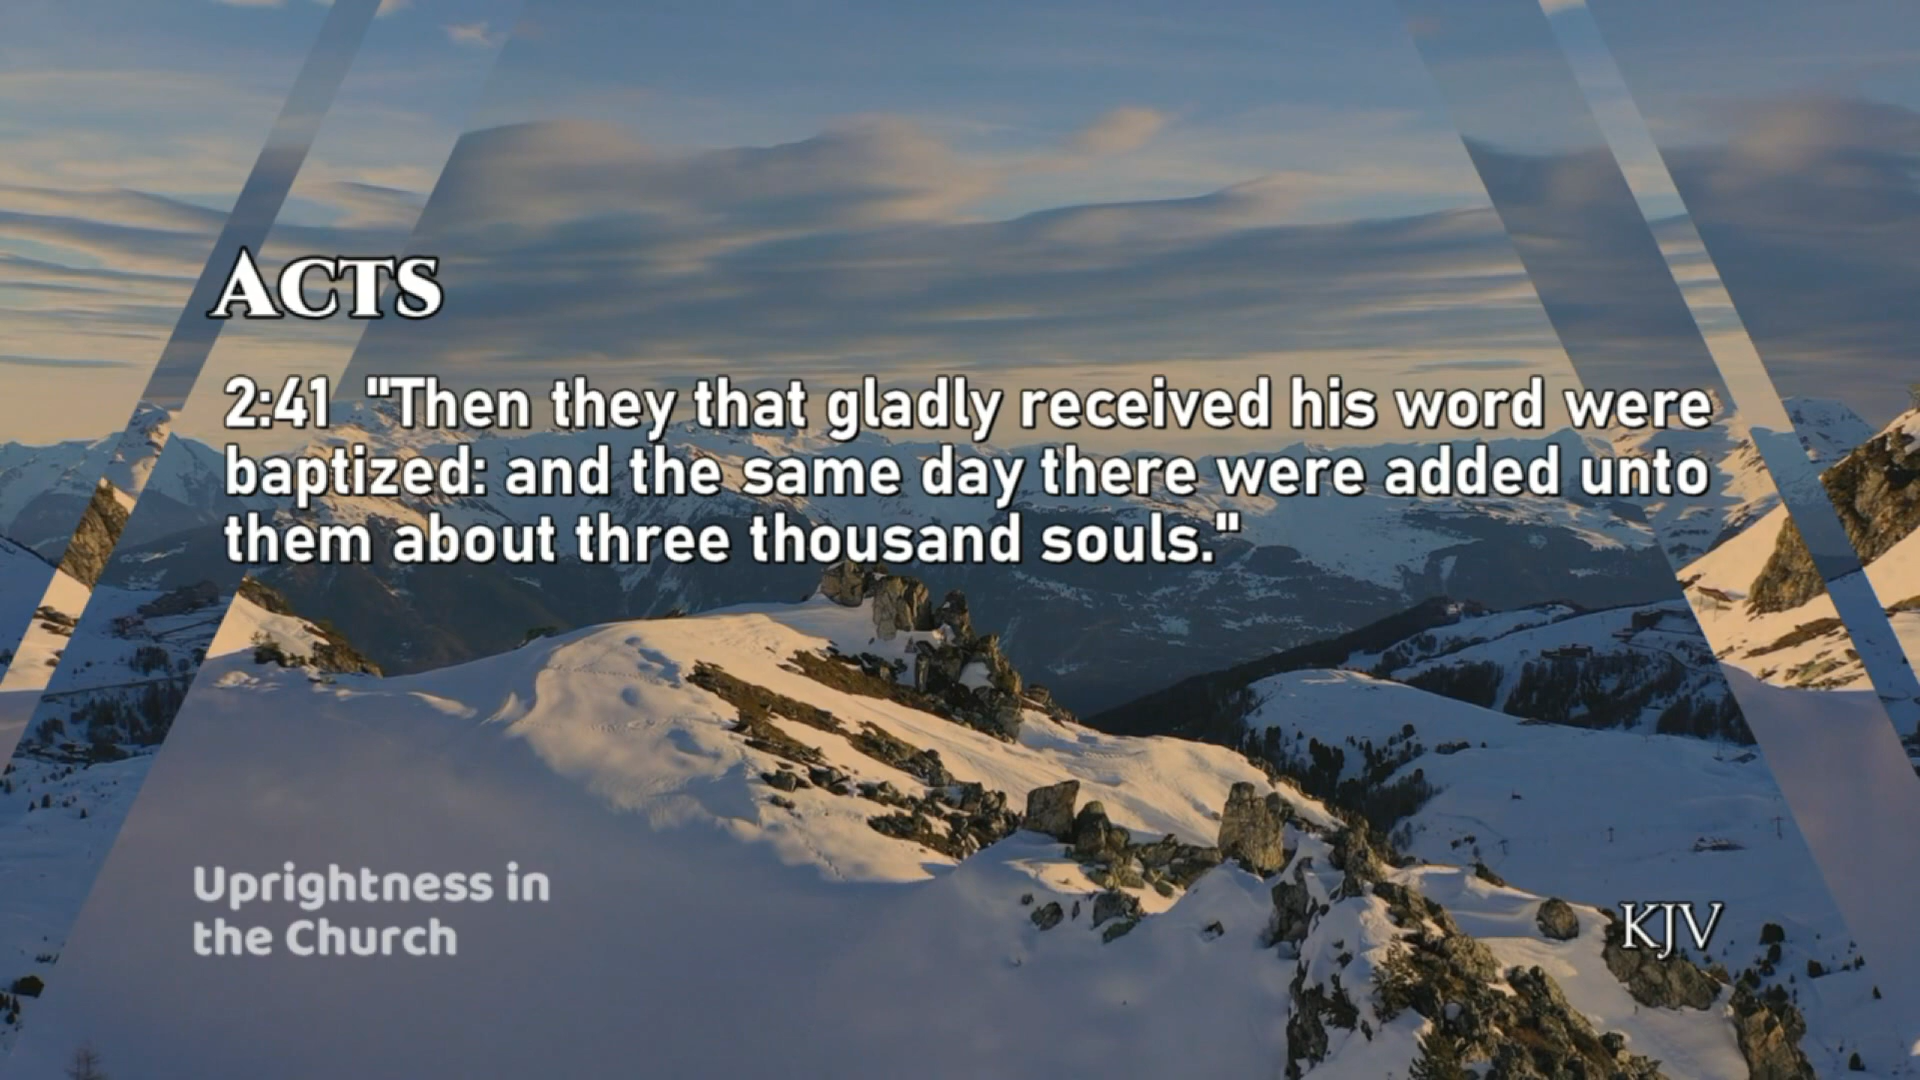 ACTS
2:41 "Then they that gladly received his word were
baptized: and the same day there were added unto
them about three thousand souls."
Uprightness in
the Church
KJV